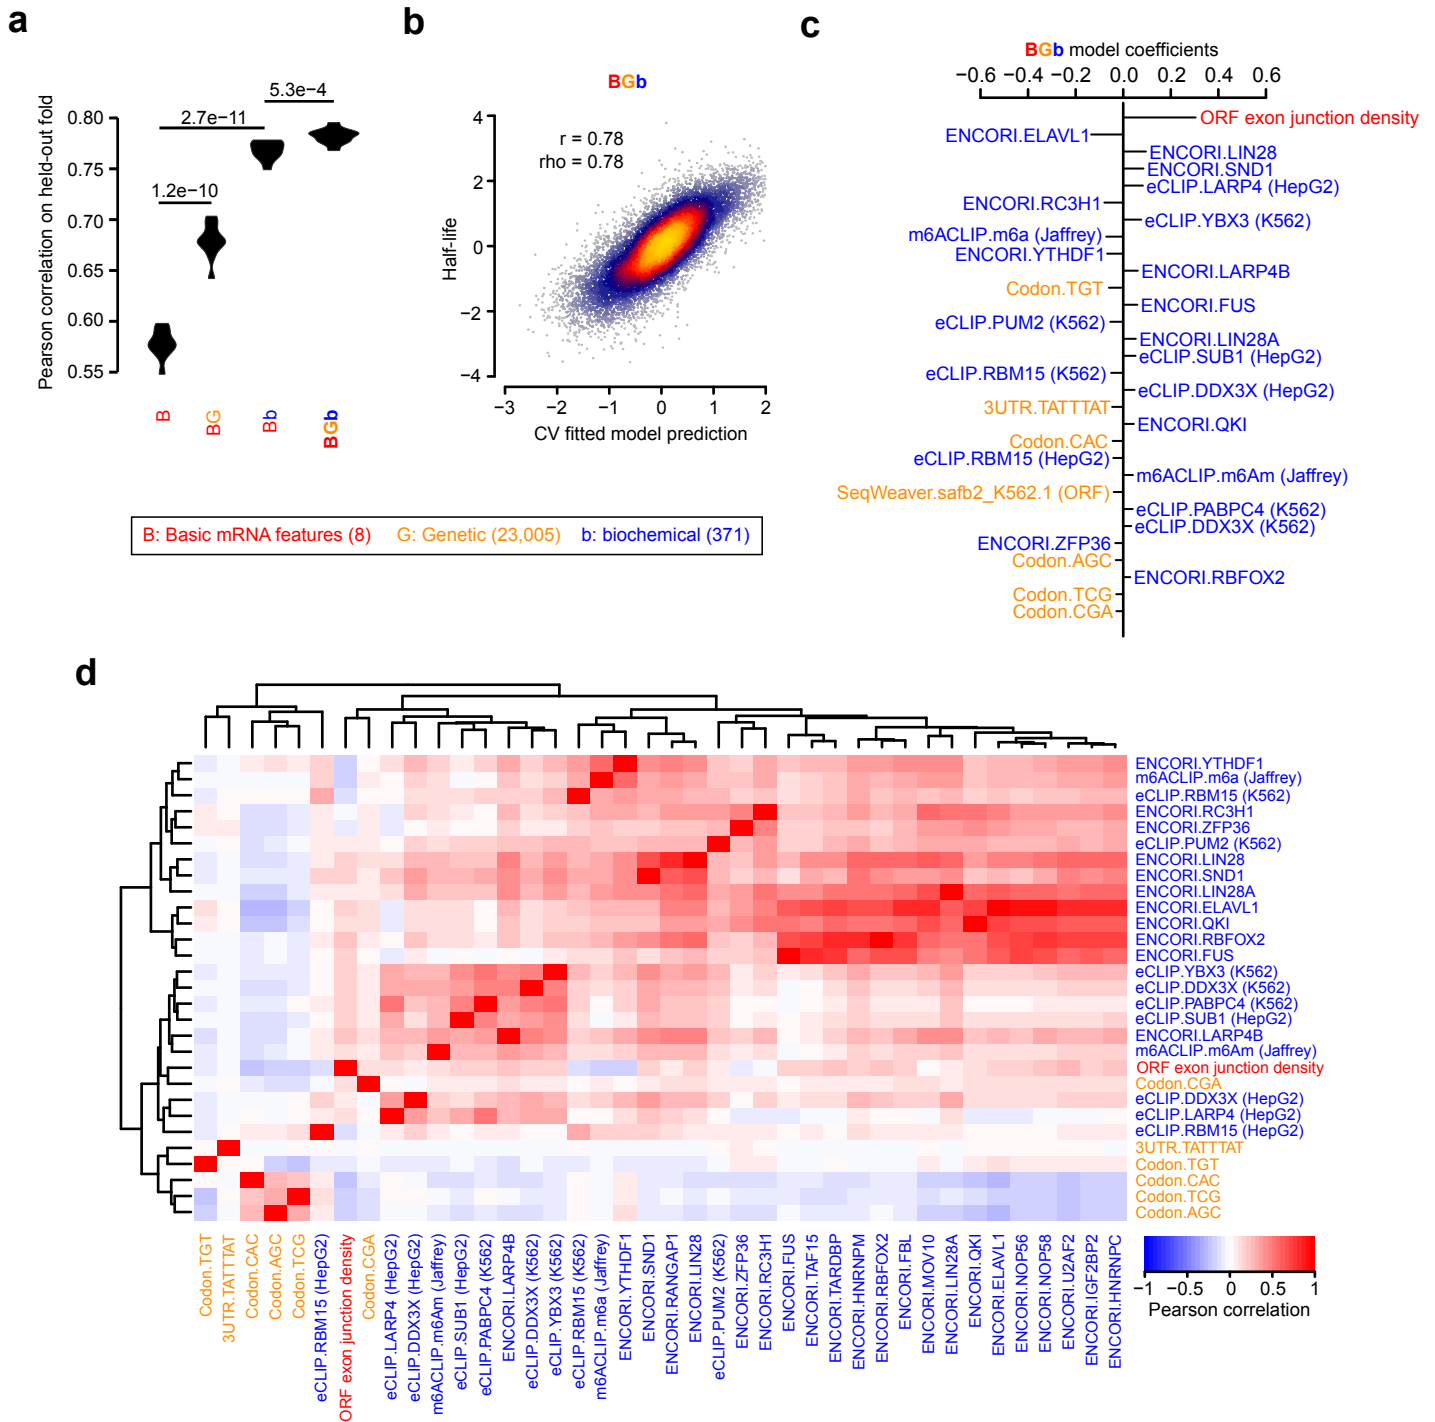 a
Pearson correlation on held-out fold
0.80
0.75
0.70
0.65
0.60
0.55
5.3e−4
2.7e−11
1.2e−10
B
BG
Bb
BGb
B: Basic mRNA features (8) G: Genetic (23,005) b: biochemical (371)
b
BGb
r = 0.78
rho = 0.78
Half-life
4
2
0
−2
−4
−3 −2 −1 0 1 2
CV fitted model prediction
c
BGb model coefficients
−0.6 −0.4 −0.2 0.0 0.2 0.4 0.6
ORF exon junction density
ENCORI.ELAVL1
ENCORI.LIN28
ENCORI.SND1
eCLIP.LARP4 (HepG2)
ENCORI.RC3H1
eCLIP.YBX3 (K562)
m6ACLIP.m6a (Jaffrey)
ENCORI.YTHDF1
ENCORI.LARP4B
Codon.TGT
ENCORI.FUS
eCLIP.PUM2 (K562)
ENCORI.LIN28A
eCLIP.SUB1 (HepG2)
eCLIP.RBM15 (K562)
eCLIP.DDX3X (HepG2)
3UTR.TATTTAT
ENCORI.QKI
Codon.CAC
eCLIP.RBM15 (HepG2)
m6ACLIP.m6Am (Jaffrey)
SeqWeaver.safb2_K562.1 (ORF)
eCLIP.PABPC4 (K562)
eCLIP.DDX3X (K562)
ENCORI.ZFP36
Codon.AGC
ENCORI.RBFOX2
Codon.TCG
Codon.CGA
d
ENCORI.YTHDF1
m6ACLIP.m6a (Jaffrey)
eCLIP.RBM15 (K562)
ENCORI.RC3H1
ENCORI.ZFP36
eCLIP.PUM2 (K562)
ENCORI.LIN28
ENCORI.SND1
ENCORI.LIN28A
ENCORI.ELAVL1
ENCORI.QKI
ENCORI.RBFOX2
ENCORI.FUS
eCLIP.YBX3 (K562)
eCLIP.DDX3X (K562)
eCLIP.PABPC4 (K562)
eCLIP.SUB1 (HepG2)
ENCORI.LARP4B
m6ACLIP.m6Am (Jaffrey)
ORF exon junction density
Codon.CGA
eCLIP.DDX3X (HepG2)
eCLIP.LARP4 (HepG2)
eCLIP.RBM15 (HepG2)
3UTR.TATTTAT
Codon.TGT
Codon.CAC
Codon.TCG
Codon.AGC
Codon.TGT
3UTR.TATTTAT
Codon.CAC
Codon.AGC
Codon.TCG
eCLIP.RBM15 (HepG2)
ORF exon junction density
Codon.CGA
eCLIP.LARP4 (HepG2)
eCLIP.DDX3X (HepG2)
m6ACLIP.m6Am (Jaffrey)
eCLIP.SUB1 (HepG2)
eCLIP.PABPC4 (K562)
ENCORI.LARP4B
eCLIP.DDX3X (K562)
eCLIP.YBX3 (K562)
eCLIP.RBM15 (K562)
m6ACLIP.m6a (Jaffrey)
ENCORI.YTHDF1
ENCORI.SND1
ENCORI.RANGAP1
ENCORI.LIN28
eCLIP.PUM2 (K562)
ENCORI.ZFP36
ENCORI.RC3H1
ENCORI.FUS
ENCORI.TAF15
ENCORI.TARDBP
ENCORI.HNRNPM
ENCORI.RBFOX2
ENCORI.FBL
ENCORI.MOV10
ENCORI.LIN28A
ENCORI.QKI
ENCORI.ELAVL1
ENCORI.NOP56
ENCORI.NOP58
ENCORI.U2AF2
ENCORI.IGF2BP2
ENCORI.HNRNPC
−1 −0.5 0 0.5 1
Pearson correlation